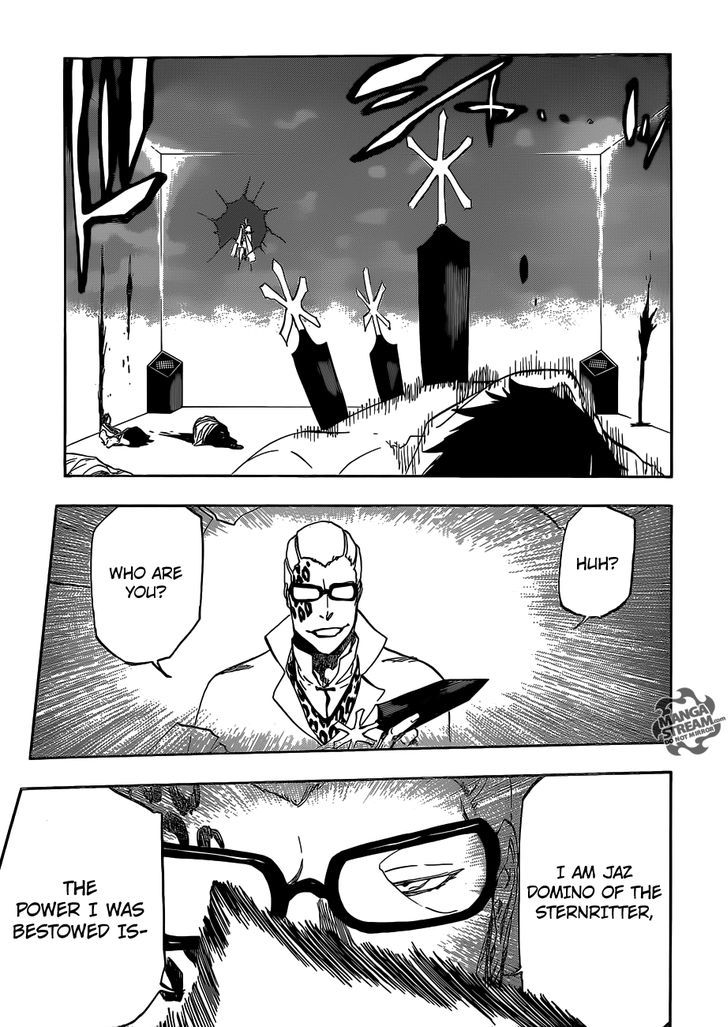 HUH?
WHO ARE
YOU?
I AM JAZ
DOMINO OF THE
STERNRITTER,
THE
POWER I WAS
BESTOWED IS-
MANGA
STREAM.com
DO NOT MIRROR